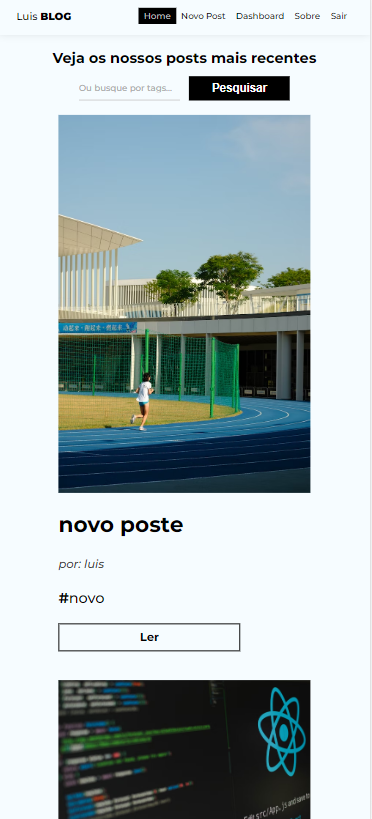 Luis BLOG
Home Novo Post Dashboard Sobre Sair
Veja os nossos posts mais recentes
Ou busque por tags...
Pesquisar
novo poste
por: luis
#novo
Ler